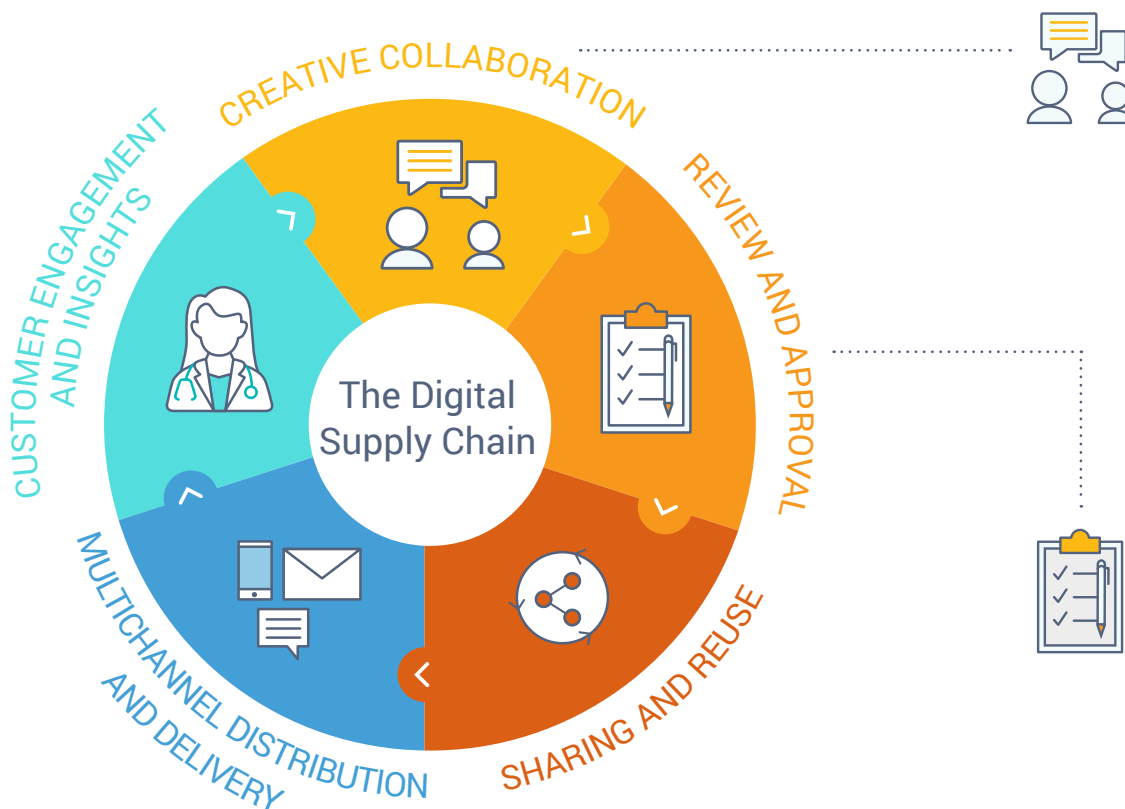 CREATIVE COLLABORATION
REVIEW AND APPROVAL
SHARING AND REUSE
MULTICHANNEL DISTRIBUTION
AND DELIVERY
CUSTOMER ENGAGEMENT
AND INSIGHTS
The Digital
Supply Chain